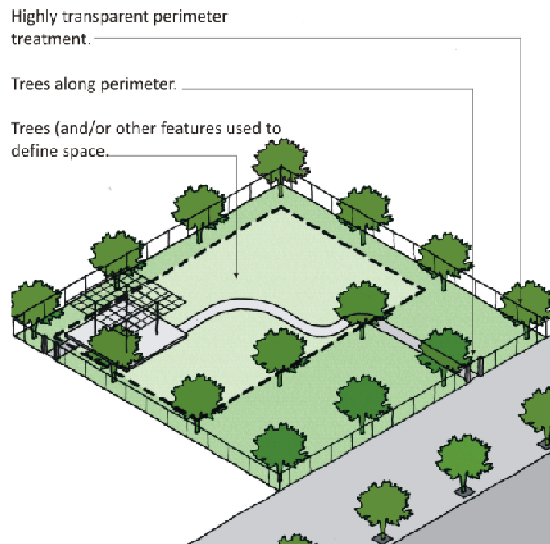 Highly transparent perimeter
treatment.
Trees along perimeter.
Trees (and/or other features used to
define space.